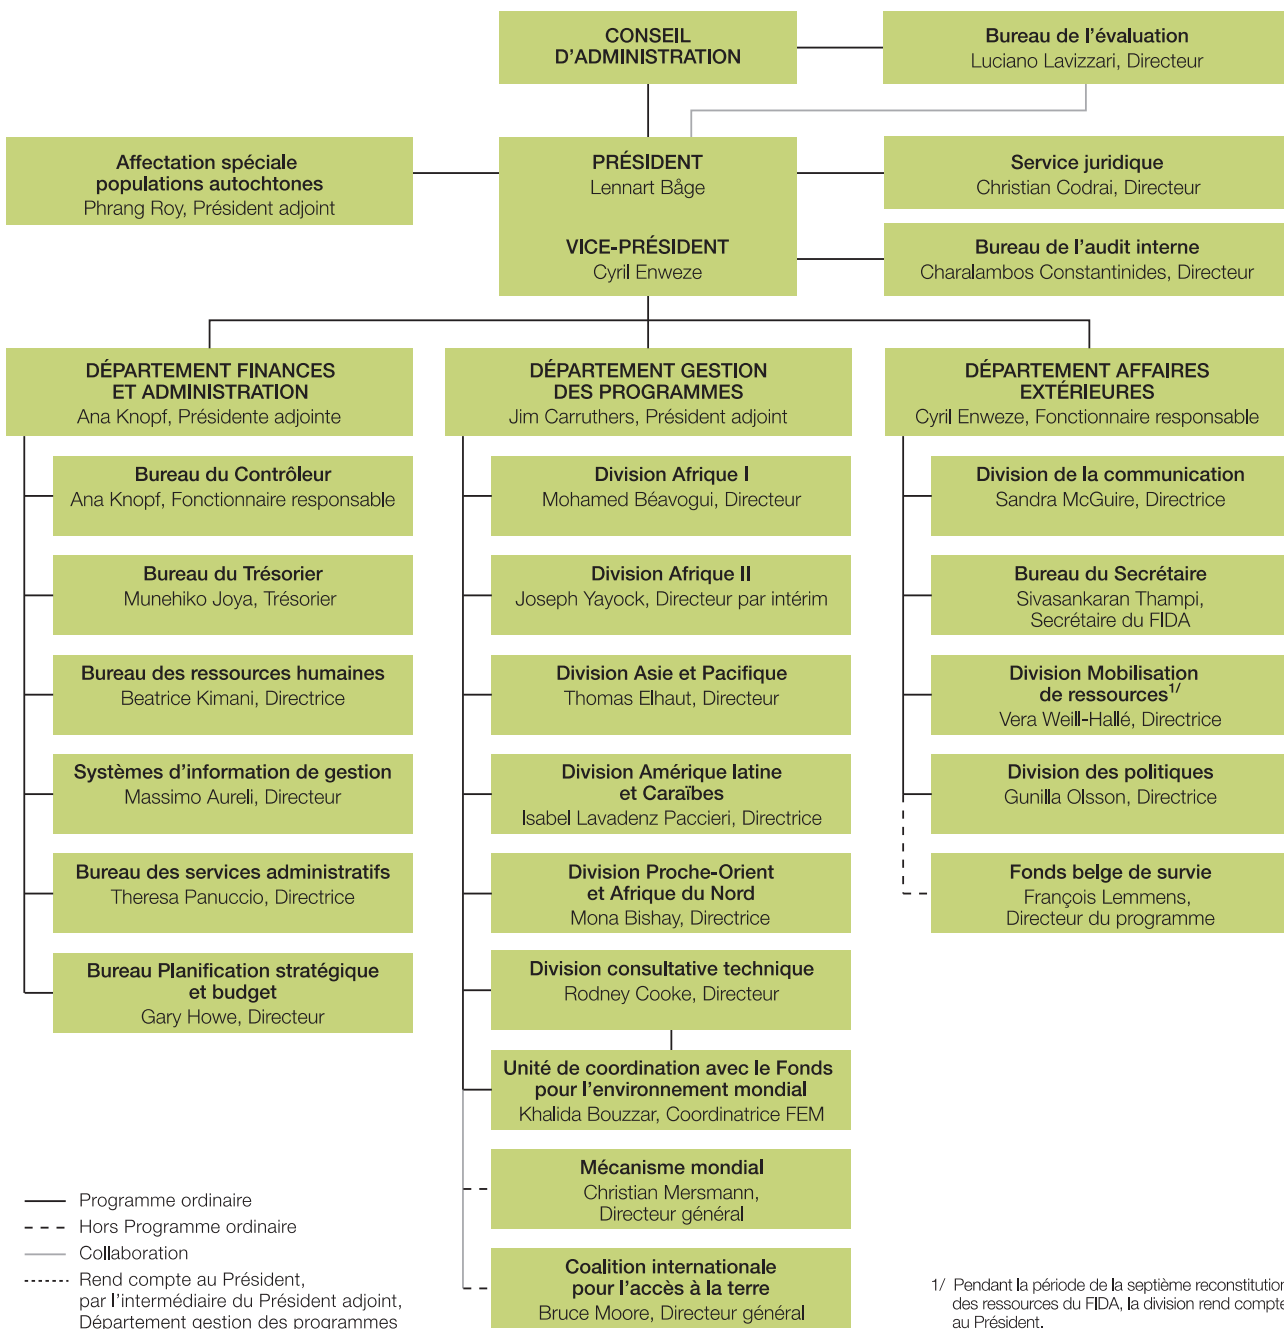 CONSEIL
D'ADMINISTRATION
Bureau de l'évaluation
Luciano Lavizzari, Directeur
Affectation spéciale
populations autochtones
Phrang Roy, Président adjoint
PRÉSIDENT
Lennart Båge
VICE-PRÉSIDENT
Cyril Enweze
Service juridique
Christian Codrai, Directeur
Bureau de l'audit interne
Charalambos Constantinides, Directeur
DÉPARTEMENT FINANCES
ET ADMINISTRATION
Ana Knopf, Présidente adjointe
Bureau du Contrôleur
Ana Knopf, Fonctionnaire responsable
Bureau du Trésorier
Munehiko Joya, Trésorier
Bureau des ressources humaines
Beatrice Kimani, Directrice
Systèmes d'information de gestion
Massimo Aureli, Directeur
Bureau des services administratifs
Theresa Panuccio, Directrice
Bureau Planification stratégique
et budget
Gary Howe, Directeur
DÉPARTEMENT GESTION
DES PROGRAMMES
Jim Carruthers, Président adjoint
Division Afrique I
Mohamed Béavogui, Directeur
Division Afrique II
Joseph Yayock, Directeur par intérim
Division Asie et Pacifique
Thomas Elhaut, Directeur
Division Amérique latine
et Caraïbes
Isabel Lavadenz Paccieri, Directrice
Division Proche-Orient
et Afrique du Nord
Mona Bishay, Directrice
Division consultative technique
Rodney Cooke, Directeur
Unité de coordination avec le Fonds
pour l'environnement mondial
Khalida Bouzzar, Coordinatrice FEM
Mécanisme mondial
Christian Mersmann,
Directeur général
Coalition internationale
pour l'accès à la terre
Bruce Moore, Directeur général
DÉPARTEMENT AFFAIRES
EXTÉRIEURES
Cyril Enweze, Fonctionnaire responsable
Division de la communication
Sandra McGuire, Directrice
Bureau du Secrétaire
Sivasankaran Thampi,
Secrétaire du FIDA
Division Mobilisation
de ressources1/
Vera Weill-Hallé, Directrice
Division des politiques
Gunilla Olsson, Directrice
Fonds belge de survie
François Lemmens,
Directeur du programme
Programme ordinaire
Hors Programme ordinaire
Collaboration
Rend compte au Président,
par l'intermédiaire du Président adjoint,
Département gestion des programmes
1/ Pendant la période de la septième reconstitution
des ressources du FIDA, la division rend compte
au Président.